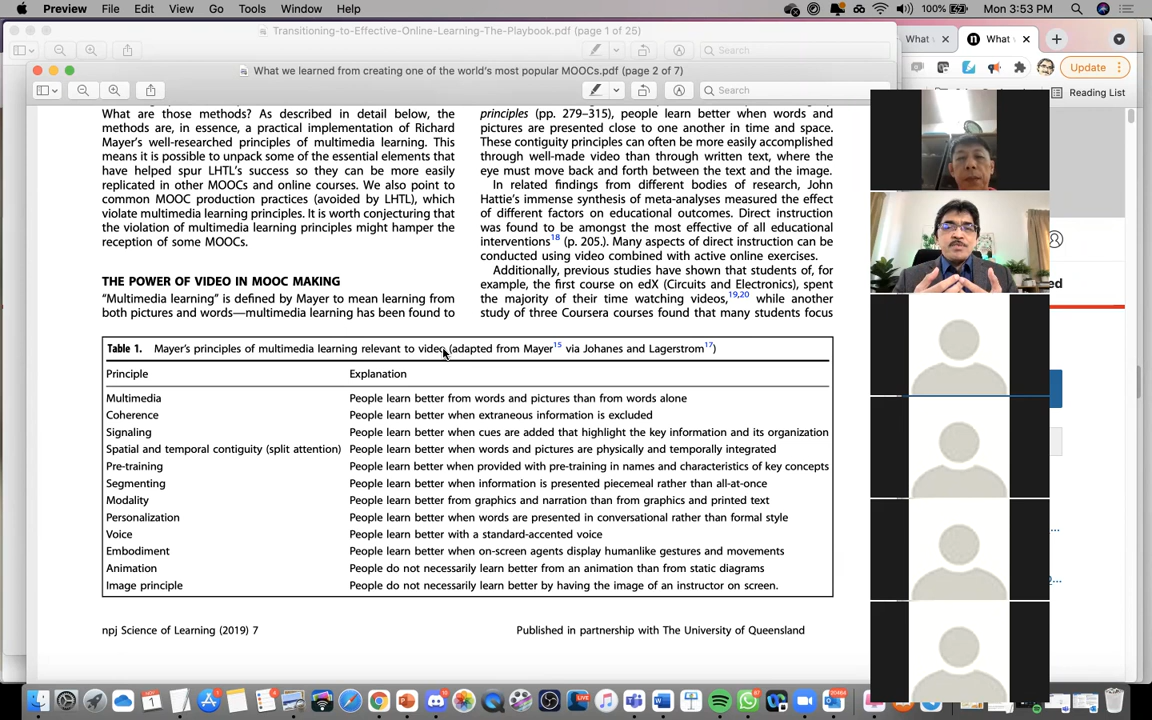 Preview File Edit View Go Tools Window Help 100% Mon 3:53 PM
Transitioning-to-Effective-Online-Learning-The-Playbook.pdf (page 1 of 25)
What v
What
Search
What we learned from creating one of the world's most popular MOOCs.pdf (page 2 of 7)
Update
Search
Reading List
What are those methods? As described in detail below, the
methods are, in essence, a practical implementation of Richard
Mayer's well-researched principles of multimedia learning. This
means it is possible to unpack some of the essential elements that
have helped spur LHTL's success so they can be more easily
replicated in other MOOCs and online courses. We also point to
common MOOC production practices (avoided by LHTL), which
violate multimedia learning principles. It is worth conjecturing that
the violation of multimedia learning principles might hamper the
reception of some MOOCs.
THE POWER OF VIDEO IN MOOC MAKING
“Multimedia learning” is defined by Mayer to mean learning from
both pictures and words—multimedia learning has been found to
principles (pp. 279–315), people learn better when words and
pictures are presented close to one another in time and space.
These contiguity principles can often be more easily accomplished
through well-made video than through written text, where the
eye must move back and forth between the text and the image.
In related findings from different bodies of research, John
Hattie's immense synthesis of meta-analyses measured the effect
of different factors on educational outcomes. Direct instruction
was found to be amongst the most effective of all educational
interventions18 (p. 205.). Many aspects of direct instruction can be
conducted using video combined with active online exercises.
Additionally, previous studies have shown that students of, for
example, the first course on edX (Circuits and Electronics), spent
the majority of their time watching videos,19,20 while another
study of three Coursera courses found that many students focus
Table 1. Mayer's principles of multimedia learning relevant to video (adapted from Mayer15 via Johanes and Lagerstrom17)
Principle Explanation
Multimedia People learn better from words and pictures than from words alone
Coherence People learn better when extraneous information is excluded
Signaling People learn better when cues are added that highlight the key information and its organization
Spatial and temporal contiguity (split attention) People learn better when words and pictures are physically and temporally integrated
Pre-training People learn better when provided with pre-training in names and characteristics of key concepts
Segmenting People learn better when information is presented piecemeal rather than all-at-once
Modality People learn better from graphics and narration than from graphics and printed text
Personalization People learn better when words are presented in conversational rather than formal style
Voice People learn better with a standard-accented voice
Embodiment People learn better when on-screen agents display humanlike gestures and movements
Animation People do not necessarily learn better from an animation than from static diagrams
Image principle People do not necessarily learn better by having the image of an instructor on screen.
npj Science of Learning (2019) 7 Published in partnership with The University of Queensland
ed